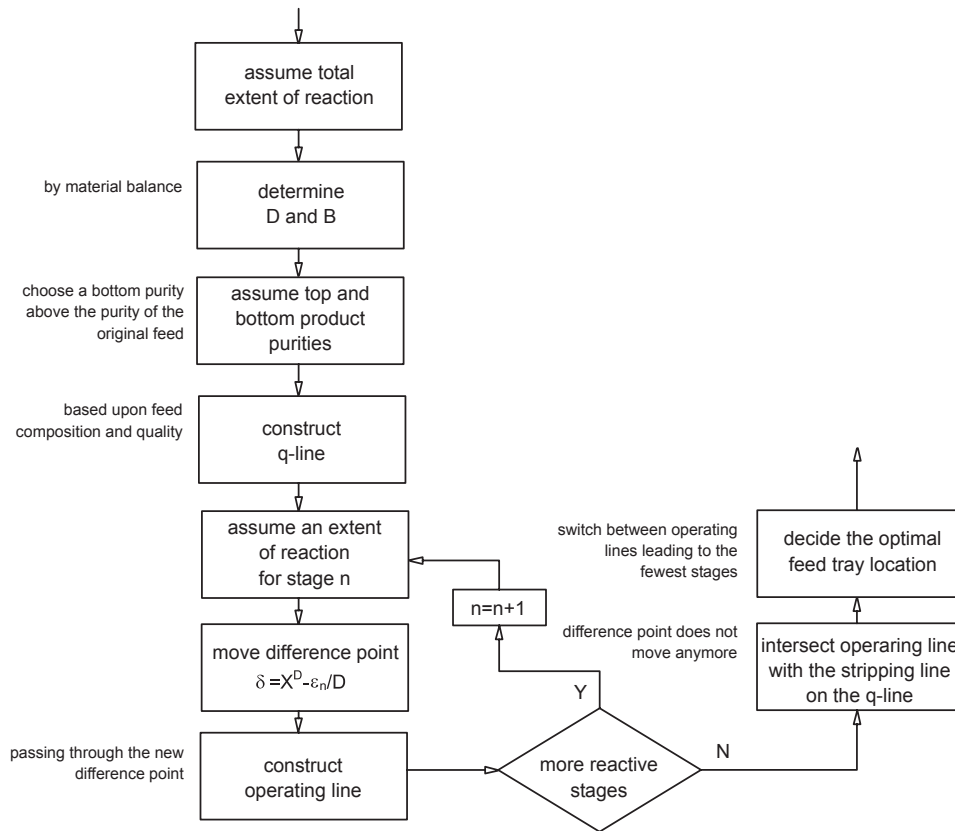 assume total
extent of reaction
by material balance
determine
D and B
choose a bottom purity
above the purity of the
original feed
assume top and
bottom product
purities
based upon feed
composition and quality
construct
q-line
assume an extent
of reaction
for stage n
move difference point
δ =X^D-ε_n/D
passing through the new
difference point
construct
operating line
more reactive
stages
Y
n=n+1
N
difference point does not
move anymore
intersect operaring line
with the stripping line
on the q-line
switch between operating
lines leading to the
fewest stages
decide the optimal
feed tray location